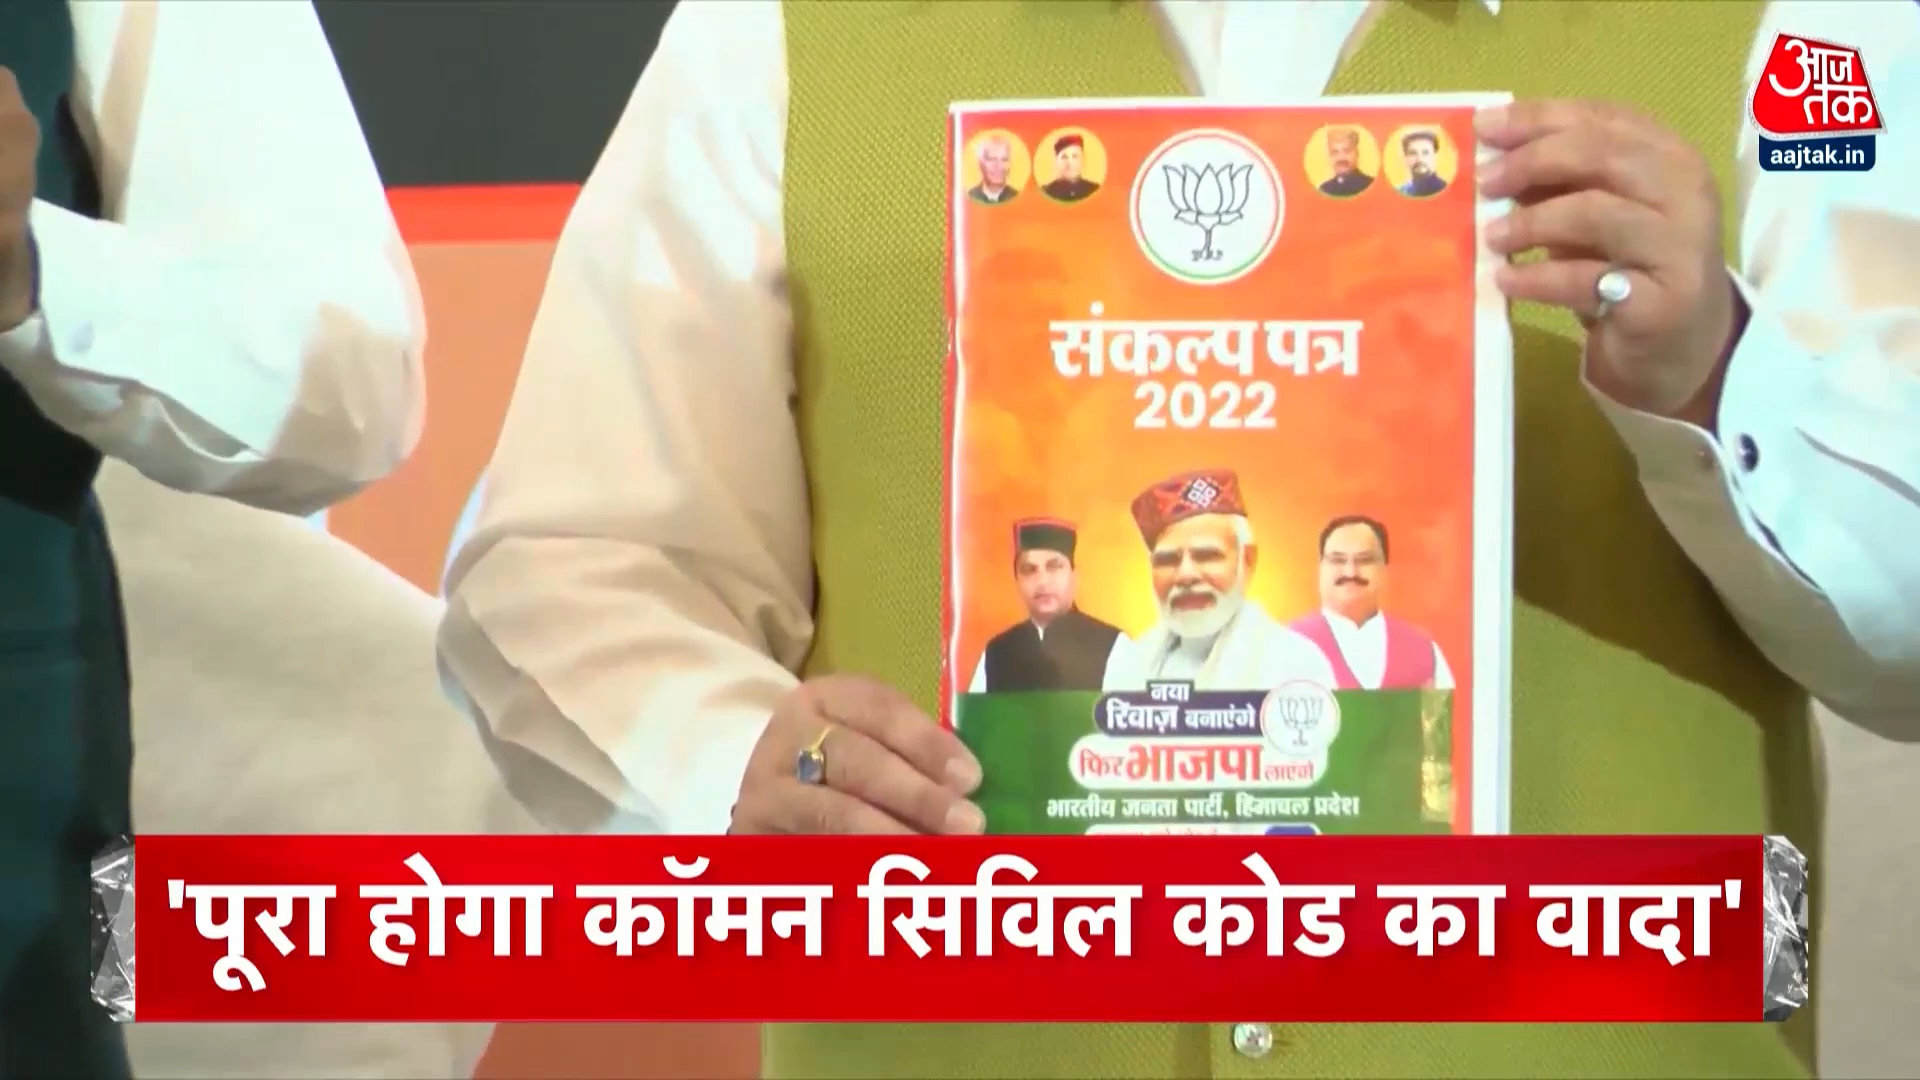 आज
तक
aajtak.in
संकल्प पत्र
2022
नया
रिवाज़ बनाएंगे
फिर भाजपा लाएंगे
भारतीय जनता पार्टी, हिमाचल प्रदेश
'पूरा होगा कॉमन सिविल कोड का वादा'